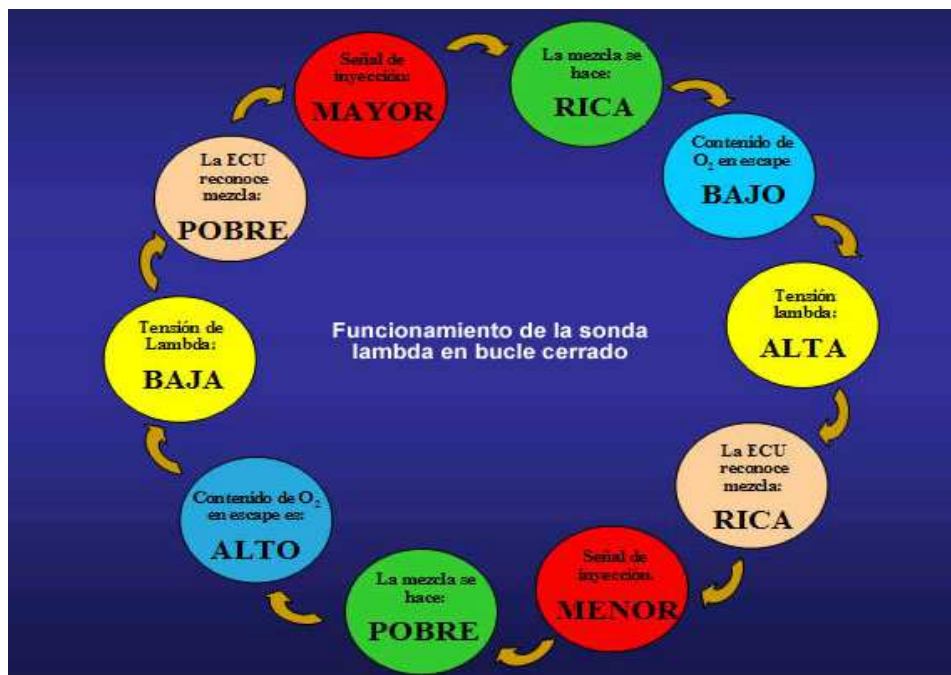 Señal de
inyección:
MAYOR
La mezcla se
hace:
RICA
Contenido de
O₂ en escape
BAJO
Tensión
lambda:
ALTA
La ECU
reconoce
mezcla:
RICA
Señal de
inyección.
MENOR
La mezcla se
hace:
POBRE
Contenido de O₂
en escape es:
ALTO
Tensión de
Lambda:
BAJA
La ECU
reconoce
mezcla:
POBRE
Funcionamiento de la sonda
lambda en bucle cerrado